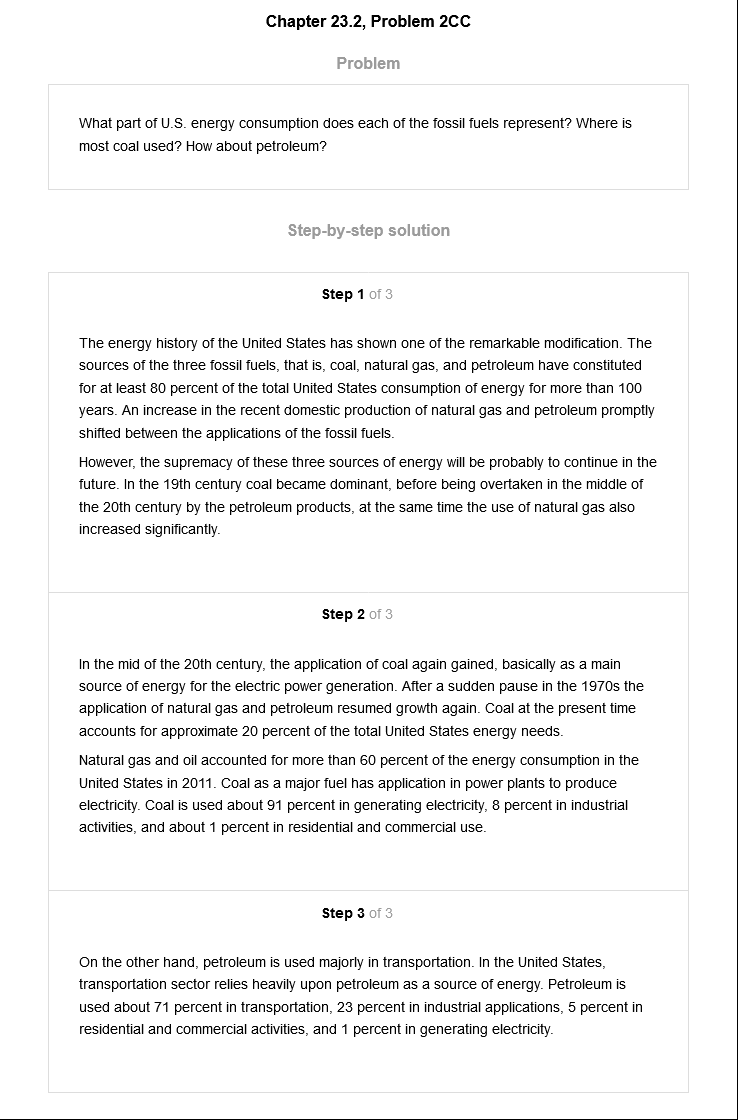 Chapter 23.2, Problem 2CC
Problem
What part of U.S. energy consumption does each of the fossil fuels represent? Where is
most coal used? How about petroleum?
Step-by-step solution
Step 1 of 3
The energy history of the United States has shown one of the remarkable modification. The
sources of the three fossil fuels, that is, coal, natural gas, and petroleum have constituted
for at least 80 percent of the total United States consumption of energy for more than 100
years. An increase in the recent domestic production of natural gas and petroleum promptly
shifted between the applications of the fossil fuels.
However, the supremacy of these three sources of energy will be probably to continue in the
future. In the 19th century coal became dominant, before being overtaken in the middle of
the 20th century by the petroleum products, at the same time the use of natural gas also
increased significantly.
Step 2 of 3
In the mid of the 20th century, the application of coal again gained, basically as a main
source of energy for the electric power generation. After a sudden pause in the 1970s the
application of natural gas and petroleum resumed growth again. Coal at the present time
accounts for approximate 20 percent of the total United States energy needs.
Natural gas and oil accounted for more than 60 percent of the energy consumption in the
United States in 2011. Coal as a major fuel has application in power plants to produce
electricity. Coal is used about 91 percent in generating electricity, 8 percent in industrial
activities, and about 1 percent in residential and commercial use.
Step 3 of 3
On the other hand, petroleum is used majorly in transportation. In the United States,
transportation sector relies heavily upon petroleum as a source of energy. Petroleum is
used about 71 percent in transportation, 23 percent in industrial applications, 5 percent in
residential and commercial activities, and 1 percent in generating electricity.